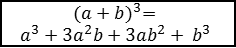 (a + b)³=
a³ + 3a²b + 3ab² + b³